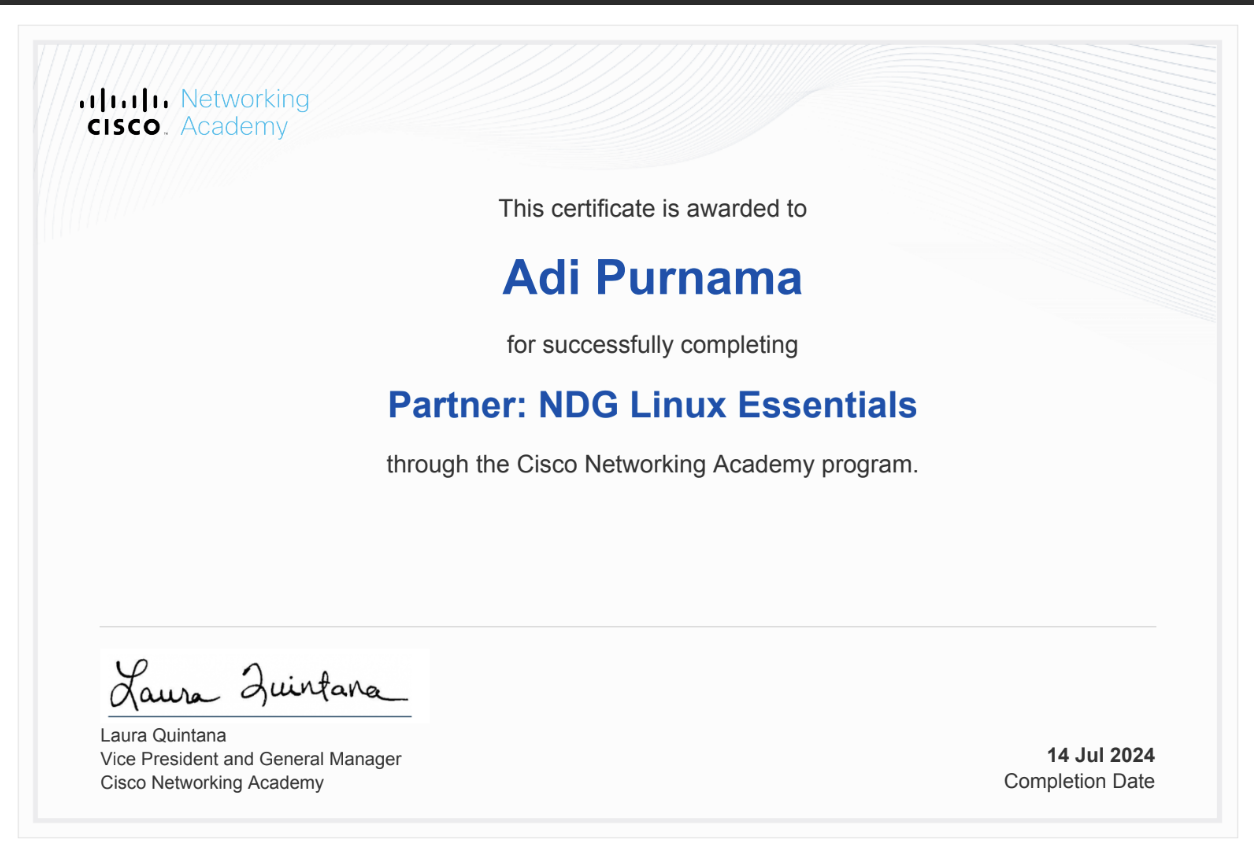 Networking
CISCO™ Academy
This certificate is awarded to
Adi Purnama
for successfully completing
Partner: NDG Linux Essentials
through the Cisco Networking Academy program.
Laura Quintana
Laura Quintana
Vice President and General Manager
Cisco Networking Academy
14 Jul 2024
Completion Date